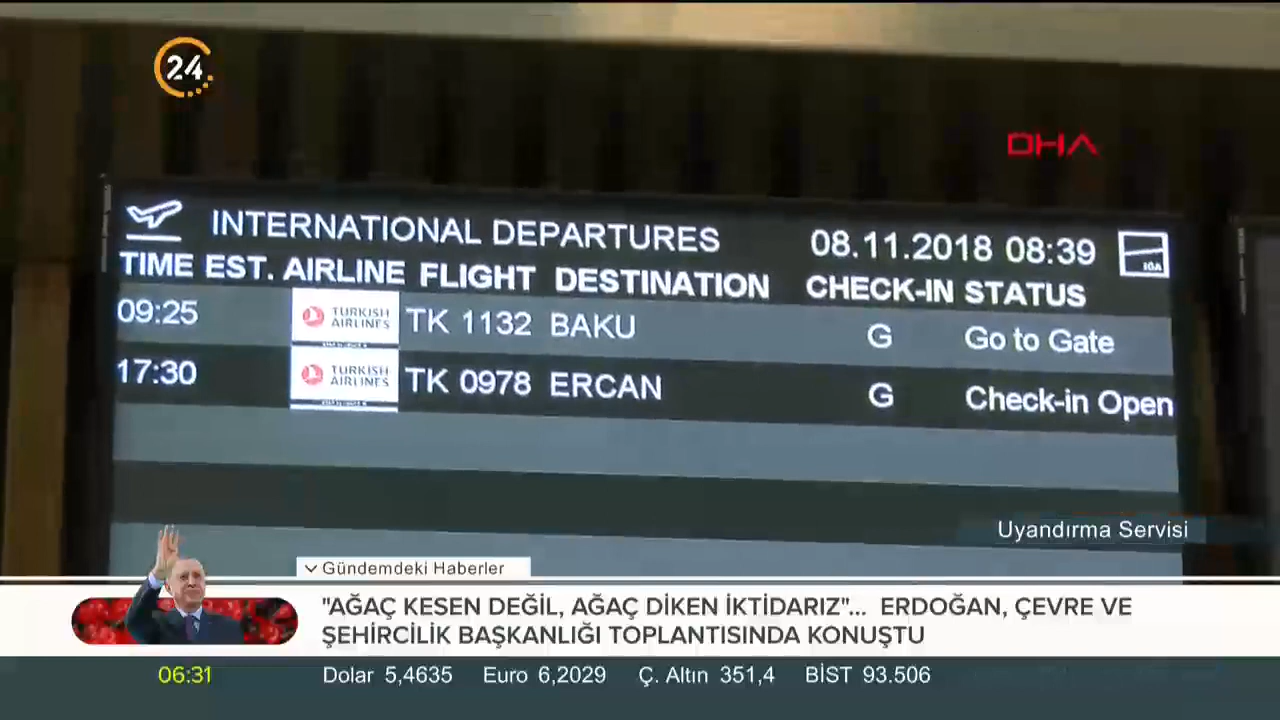 24
DHA
INTERNATIONAL DEPARTURES 08.11.2018 08:39 IGA
TIME EST. AIRLINE FLIGHT DESTINATION CHECK-IN STATUS
09:25 TURKISH AIRLINES TK 1132 BAKU G Go to Gate
17:30 TURKISH AIRLINES TK 0978 ERCAN G Check-in Open
Uyandırma Servisi
Gündemdeki Haberler
"AĞAÇ KESEN DEĞİL, AĞAÇ DİKEN İKTİDARIZ"... ERDOĞAN, ÇEVRE VE
ŞEHİRCİLİK BAŞKANLIĞI TOPLANTISINDA KONUŞTU
06:31 Dolar 5,4635 Euro 6,2029 Ç. Altın 351,4 BİST 93.506